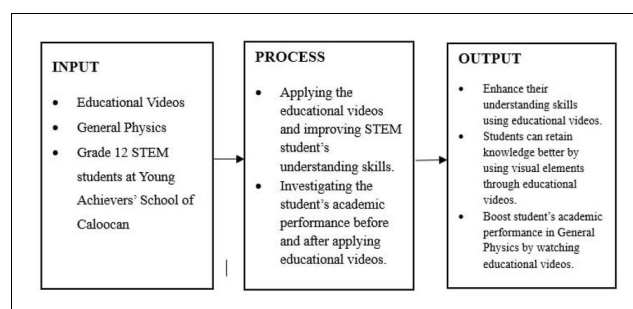 INPUT
• Educational Videos
• General Physics
• Grade 12 STEM
students at Young
Achievers' School of
Caloocan
PROCESS
• Applying the
educational videos
and improving STEM
student's
understanding skills.
• Investigating the
student's academic
performance before
and after applying
educational videos.
OUTPUT
• Enhance their
understanding skills
using educational videos.
• Students can retain
knowledge better by
using visual elements
through educational
videos.
• Boost student's academic
performance in General
Physics by watching
educational videos.